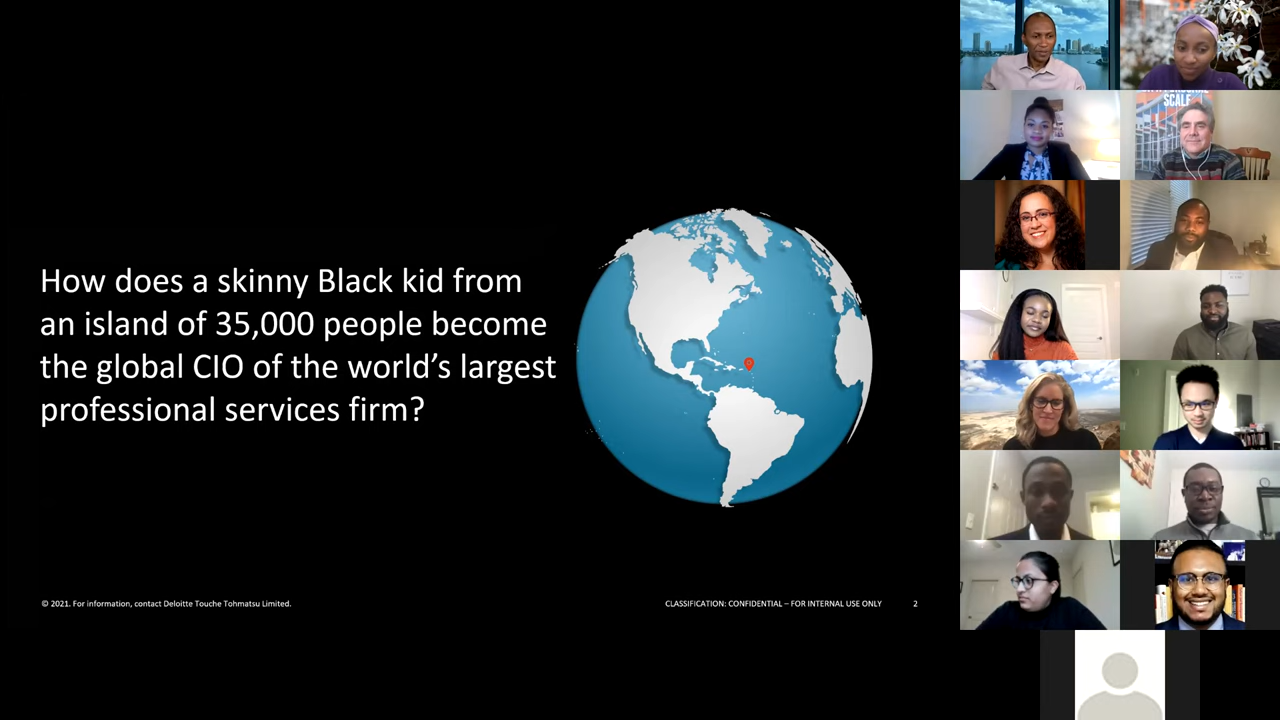 How does a skinny Black kid from
an island of 35,000 people become
the global CIO of the world’s largest
professional services firm?
© 2021. For information, contact Deloitte Touche Tohmatsu Limited.
CLASSIFICATION: CONFIDENTIAL – FOR INTERNAL USE ONLY
2
SCALE